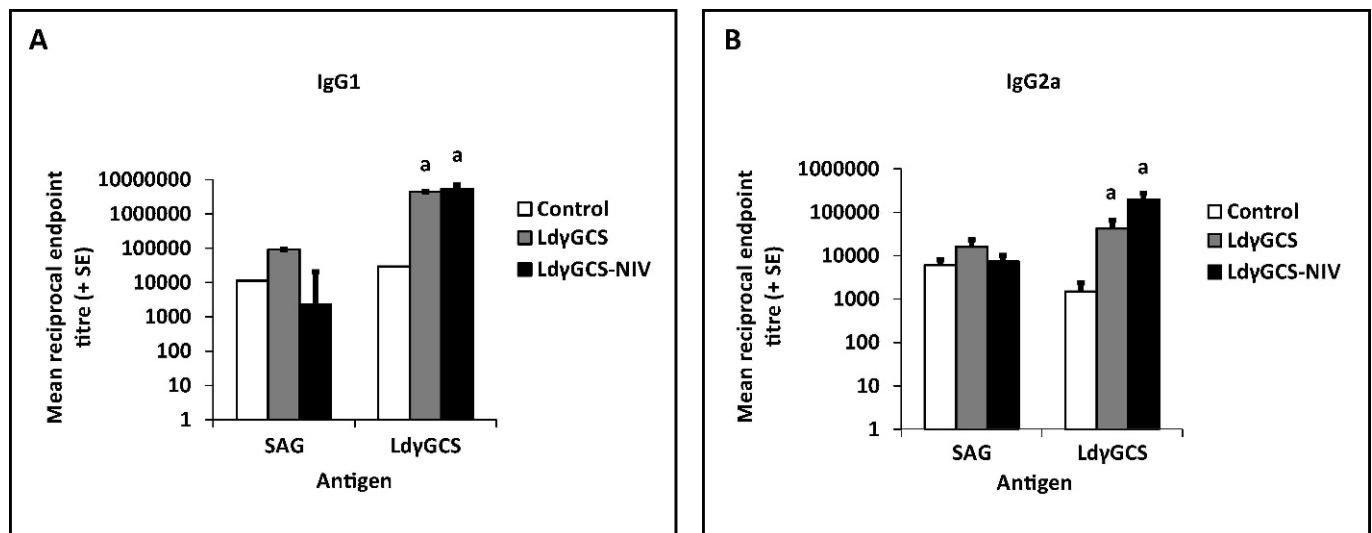 A
IgG1
Mean reciprocal endpoint
titre (+ SE)
10000000
1000000
100000
10000
1000
100
10
1
a a
SAG LdγGCS
Antigen
Control
LdγGCS
LdγGCS-NIV
B
IgG2a
Mean reciprocal endpoint
titre (+ SE)
1000000
100000
10000
1000
100
10
1
a
a
SAG LdγGCS
Antigen
Control
LdγGCS
LdγGCS-NIV